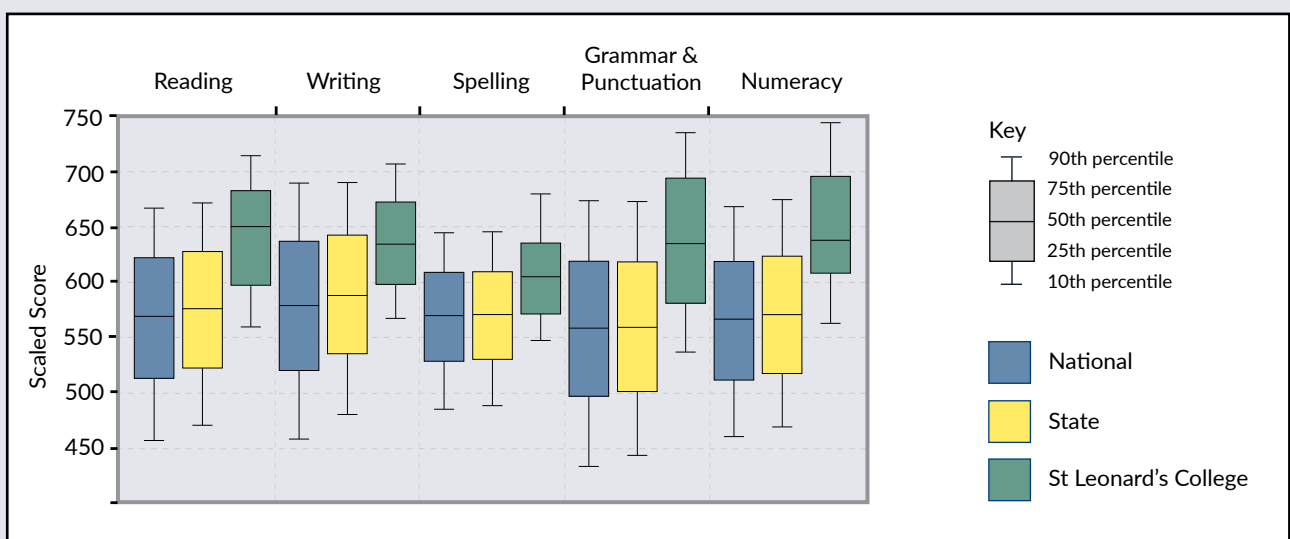 Reading
Writing
Spelling
Grammar &
Punctuation
Numeracy
750
700
650
600
550
500
450
Scaled Score
Key
90th percentile
75th percentile
50th percentile
25th percentile
10th percentile
National
State
St Leonard’s College